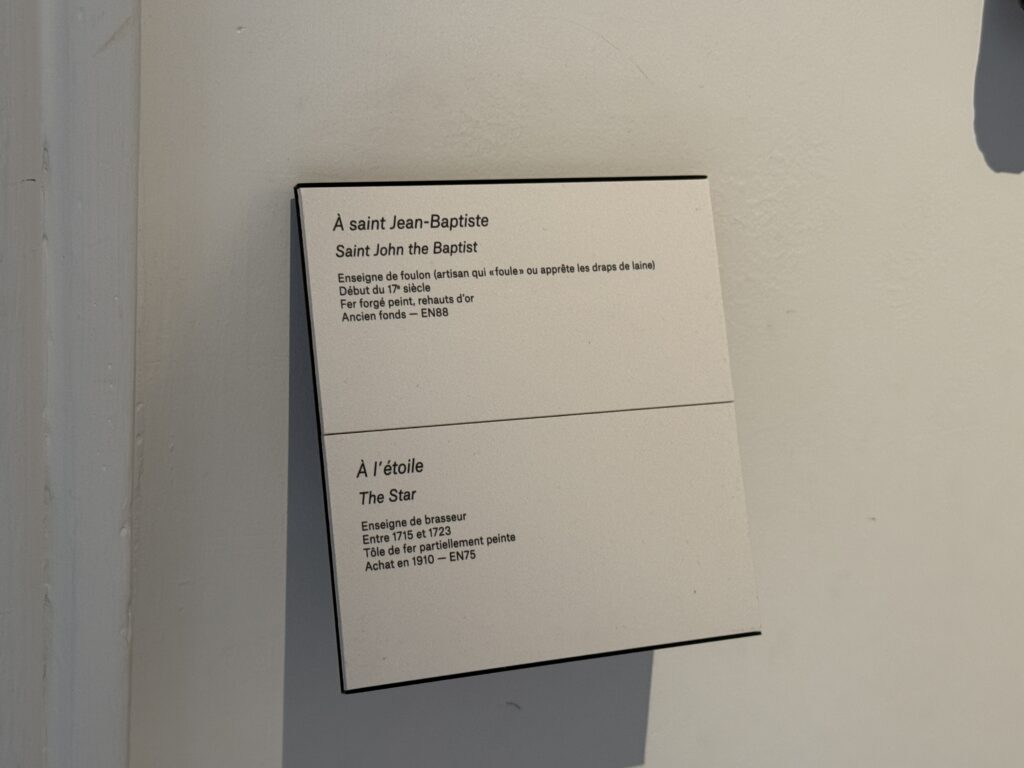 À saint Jean-Baptiste
Saint John the Baptist
Enseigne de foulon (artisan qui «foule» ou apprête les draps de laine)
Début du 17ᵉ siècle
Fer forgé peint, rehauts d'or
Ancien fonds — EN88
À l'étoile
The Star
Enseigne de brasseur
Entre 1715 et 1723
Tôle de fer partiellement peinte
Achat en 1910 — EN75